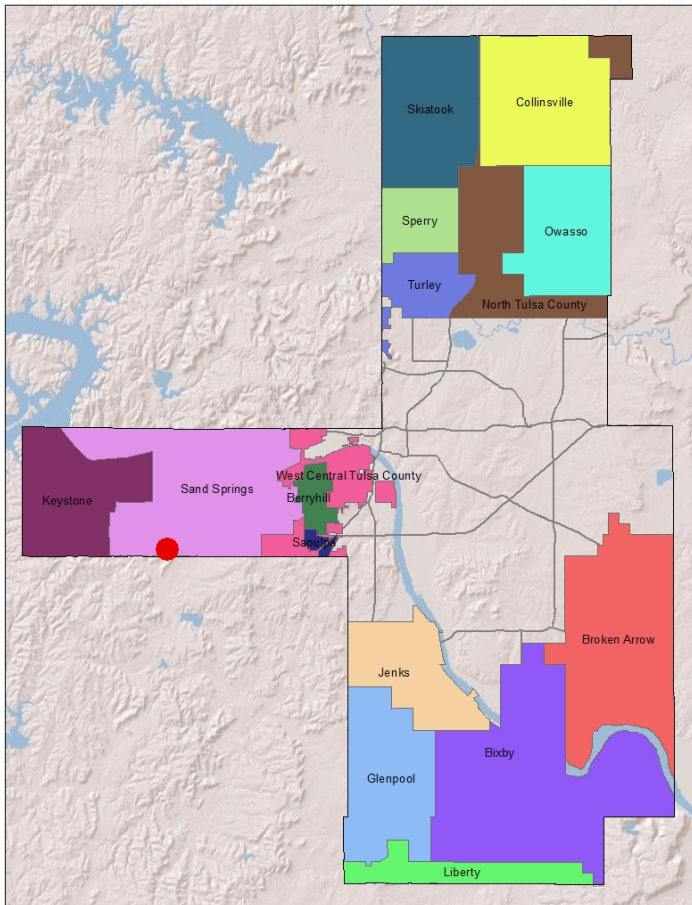 Skiatook
Collinsville
Sperry
Owasso
Turley
North Tulsa County
West Central Tulsa County
Keystone
Sand Springs
Berryhill
Sapulpa
Broken Arrow
Jenks
Bixby
Glenpool
Liberty